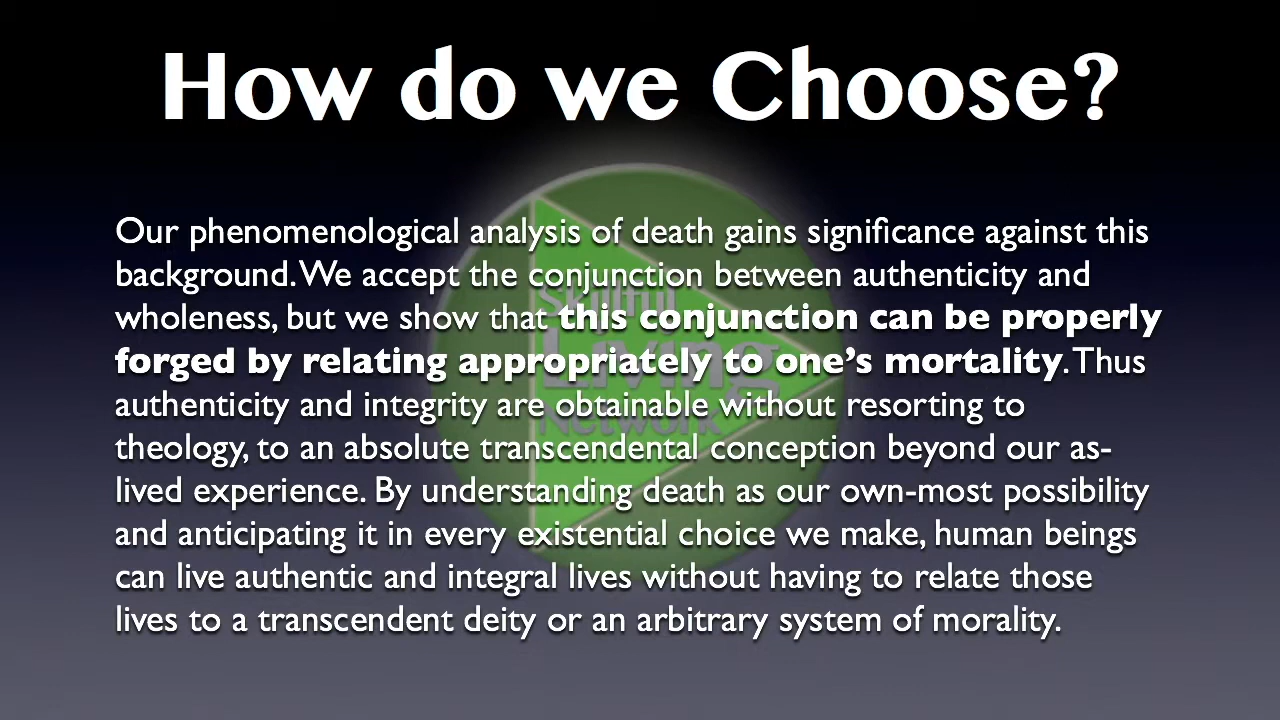 How do we Choose?
Our phenomenological analysis of death gains significance against this
background. We accept the conjunction between authenticity and
wholeness, but we show that this conjunction can be properly
forged by relating appropriately to one's mortality. Thus
authenticity and integrity are obtainable without resorting to
theology, to an absolute transcendental conception beyond our as-
lived experience. By understanding death as our own-most possibility
and anticipating it in every existential choice we make, human beings
can live authentic and integral lives without having to relate those
lives to a transcendent deity or an arbitrary system of morality.
Skillful
Living
Network